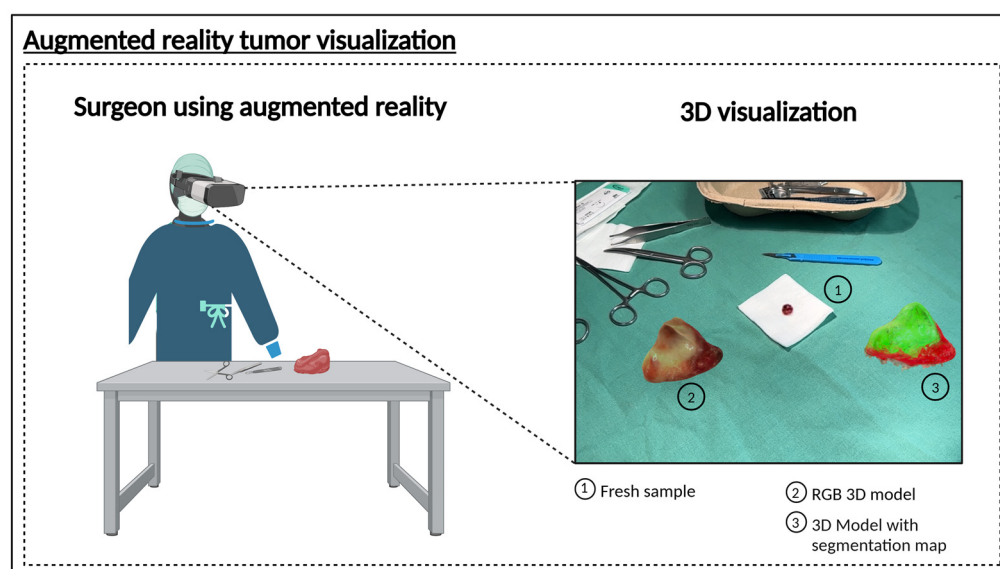 Augmented reality tumor visualization
Surgeon using augmented reality
3D visualization
1
2
3
1 Fresh sample
2 RGB 3D model
3 3D Model with
segmentation map